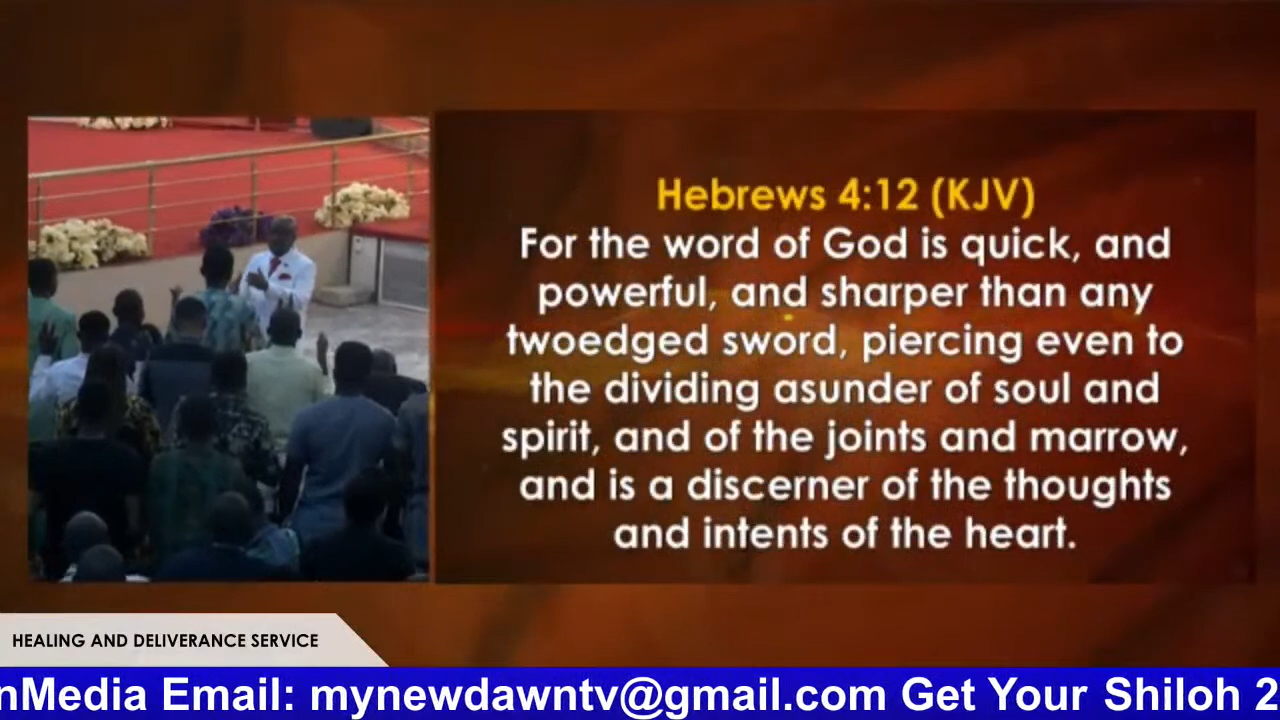 Hebrews 4:12 (KJV)
For the word of God is quick, and
powerful, and sharper than any
twoedged sword, piercing even to
the dividing asunder of soul and
spirit, and of the joints and marrow,
and is a discerner of the thoughts
and intents of the heart.
HEALING AND DELIVERANCE SERVICE
nMedia Email: mynewdawntv@gmail.com Get Your Shiloh 2